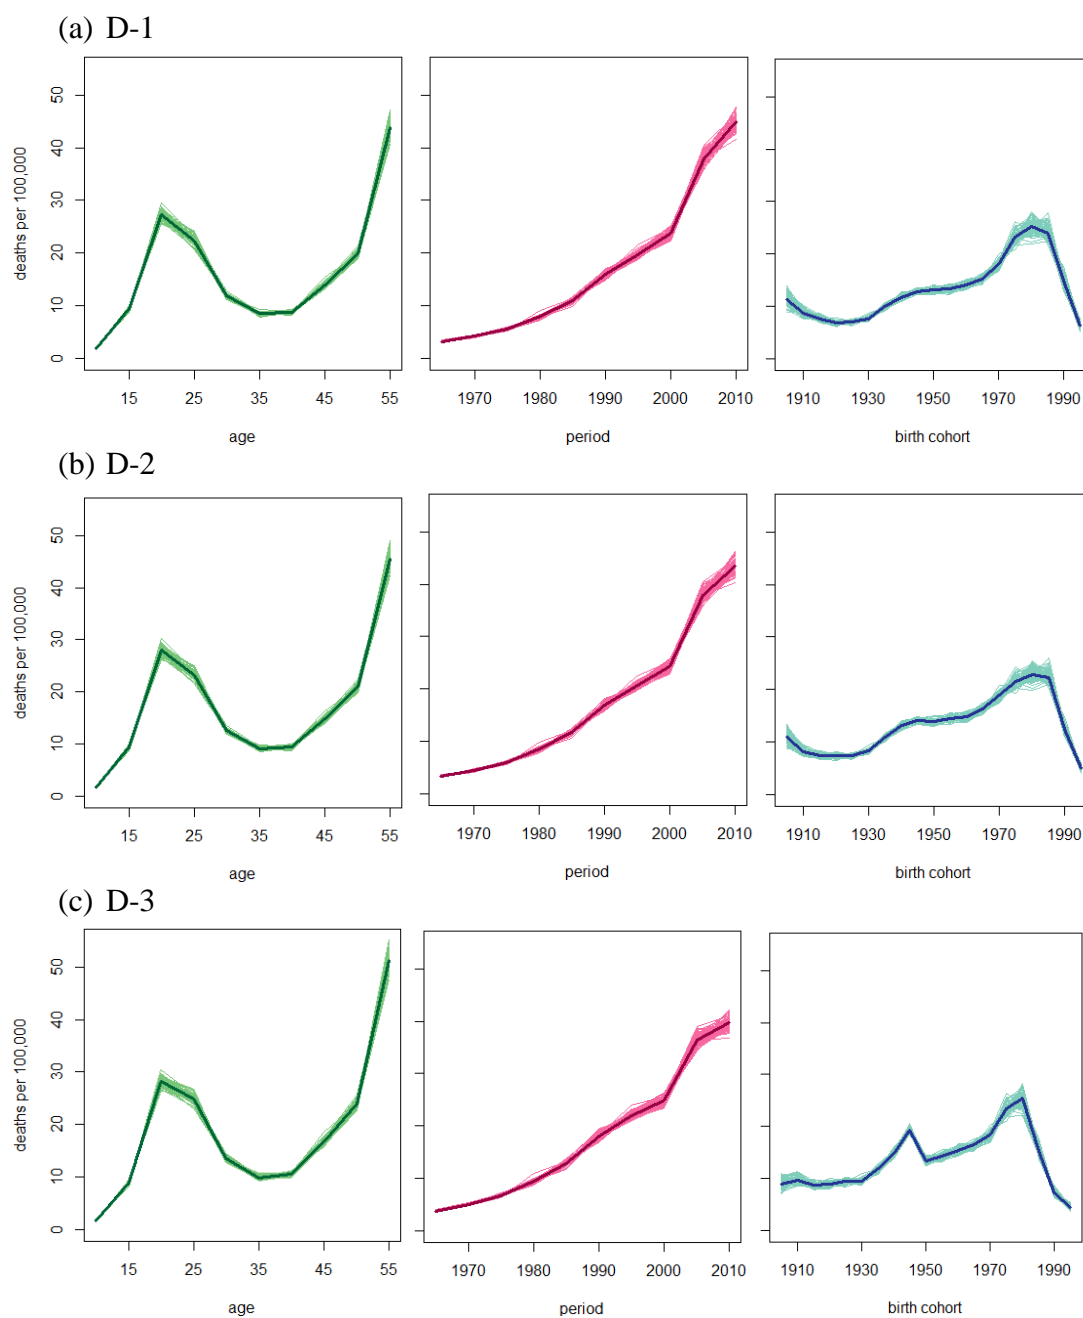 (a) D-1
deaths per 100,000
0 10 20 30 40 50
15 25 35 45 55
age
1970 1980 1990 2000 2010
period
1910 1930 1950 1970 1990
birth cohort
(b) D-2
deaths per 100,000
0 10 20 30 40 50
15 25 35 45 55
age
1970 1980 1990 2000 2010
period
1910 1930 1950 1970 1990
birth cohort
(c) D-3
deaths per 100,000
0 10 20 30 40 50
15 25 35 45 55
age
1970 1980 1990 2000 2010
period
1910 1930 1950 1970 1990
birth cohort